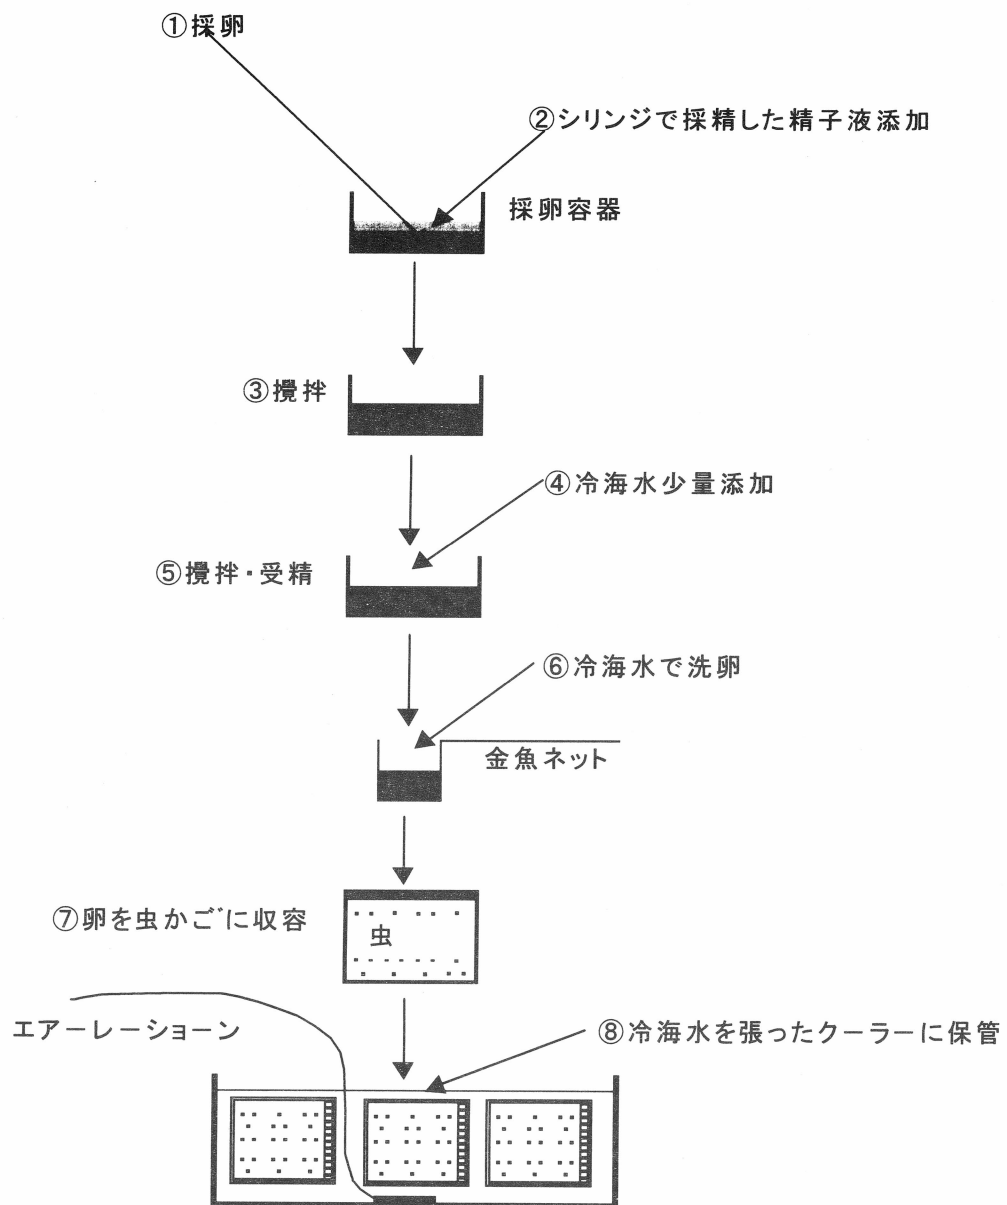 ①採卵
②シリンジで採精した精子液添加
採卵容器
③攪拌
④冷海水少量添加
⑤攪拌・受精
⑥冷海水で洗卵
金魚ネット
⑦卵を虫かごに収容
虫
エアーレーショーン
⑧冷海水を張ったクーラーに保管